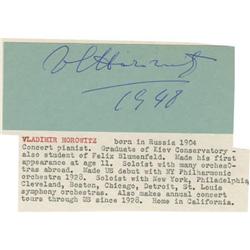 V Horowitz
1948
VLADIMIR HOROWITZ born in Russia 1904
Concert pianist. Graduate of Kiev Conservatory -
also student of Felix Blumenfeld. Made his first
appearance at age 11. Soloist with many orches-
tras abroad. Made US debut with NY Philharmonic
orchestra 1928. Soloist with New York, Philadelphia,
Cleveland, Boston, Chicago, Detroit, St. Louis
symphony orchestras. Also makes annual concert
tours through US since 1928. Home in California.